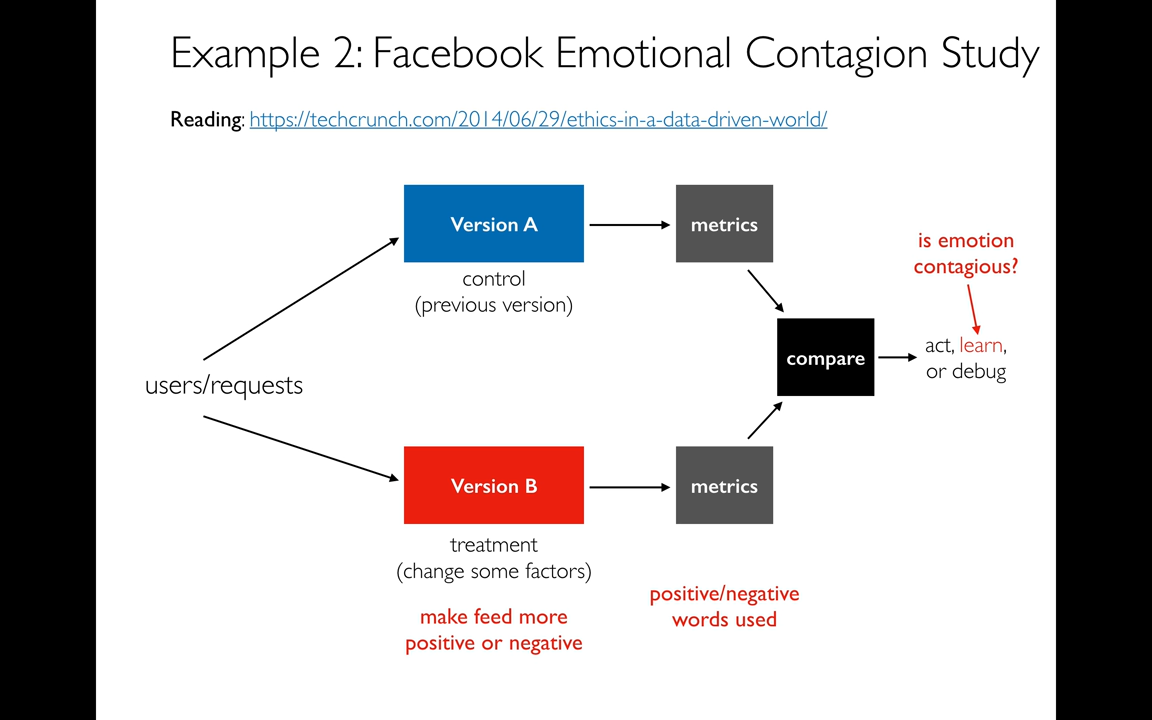 Example 2: Facebook Emotional Contagion Study
Reading: https://techcrunch.com/2014/06/29/ethics-in-a-data-driven-world/
Version A
metrics
control
(previous version)
is emotion
contagious?
users/requests
compare
act, learn,
or debug
Version B
metrics
treatment
(change some factors)
make feed more
positive or negative
positive/negative
words used